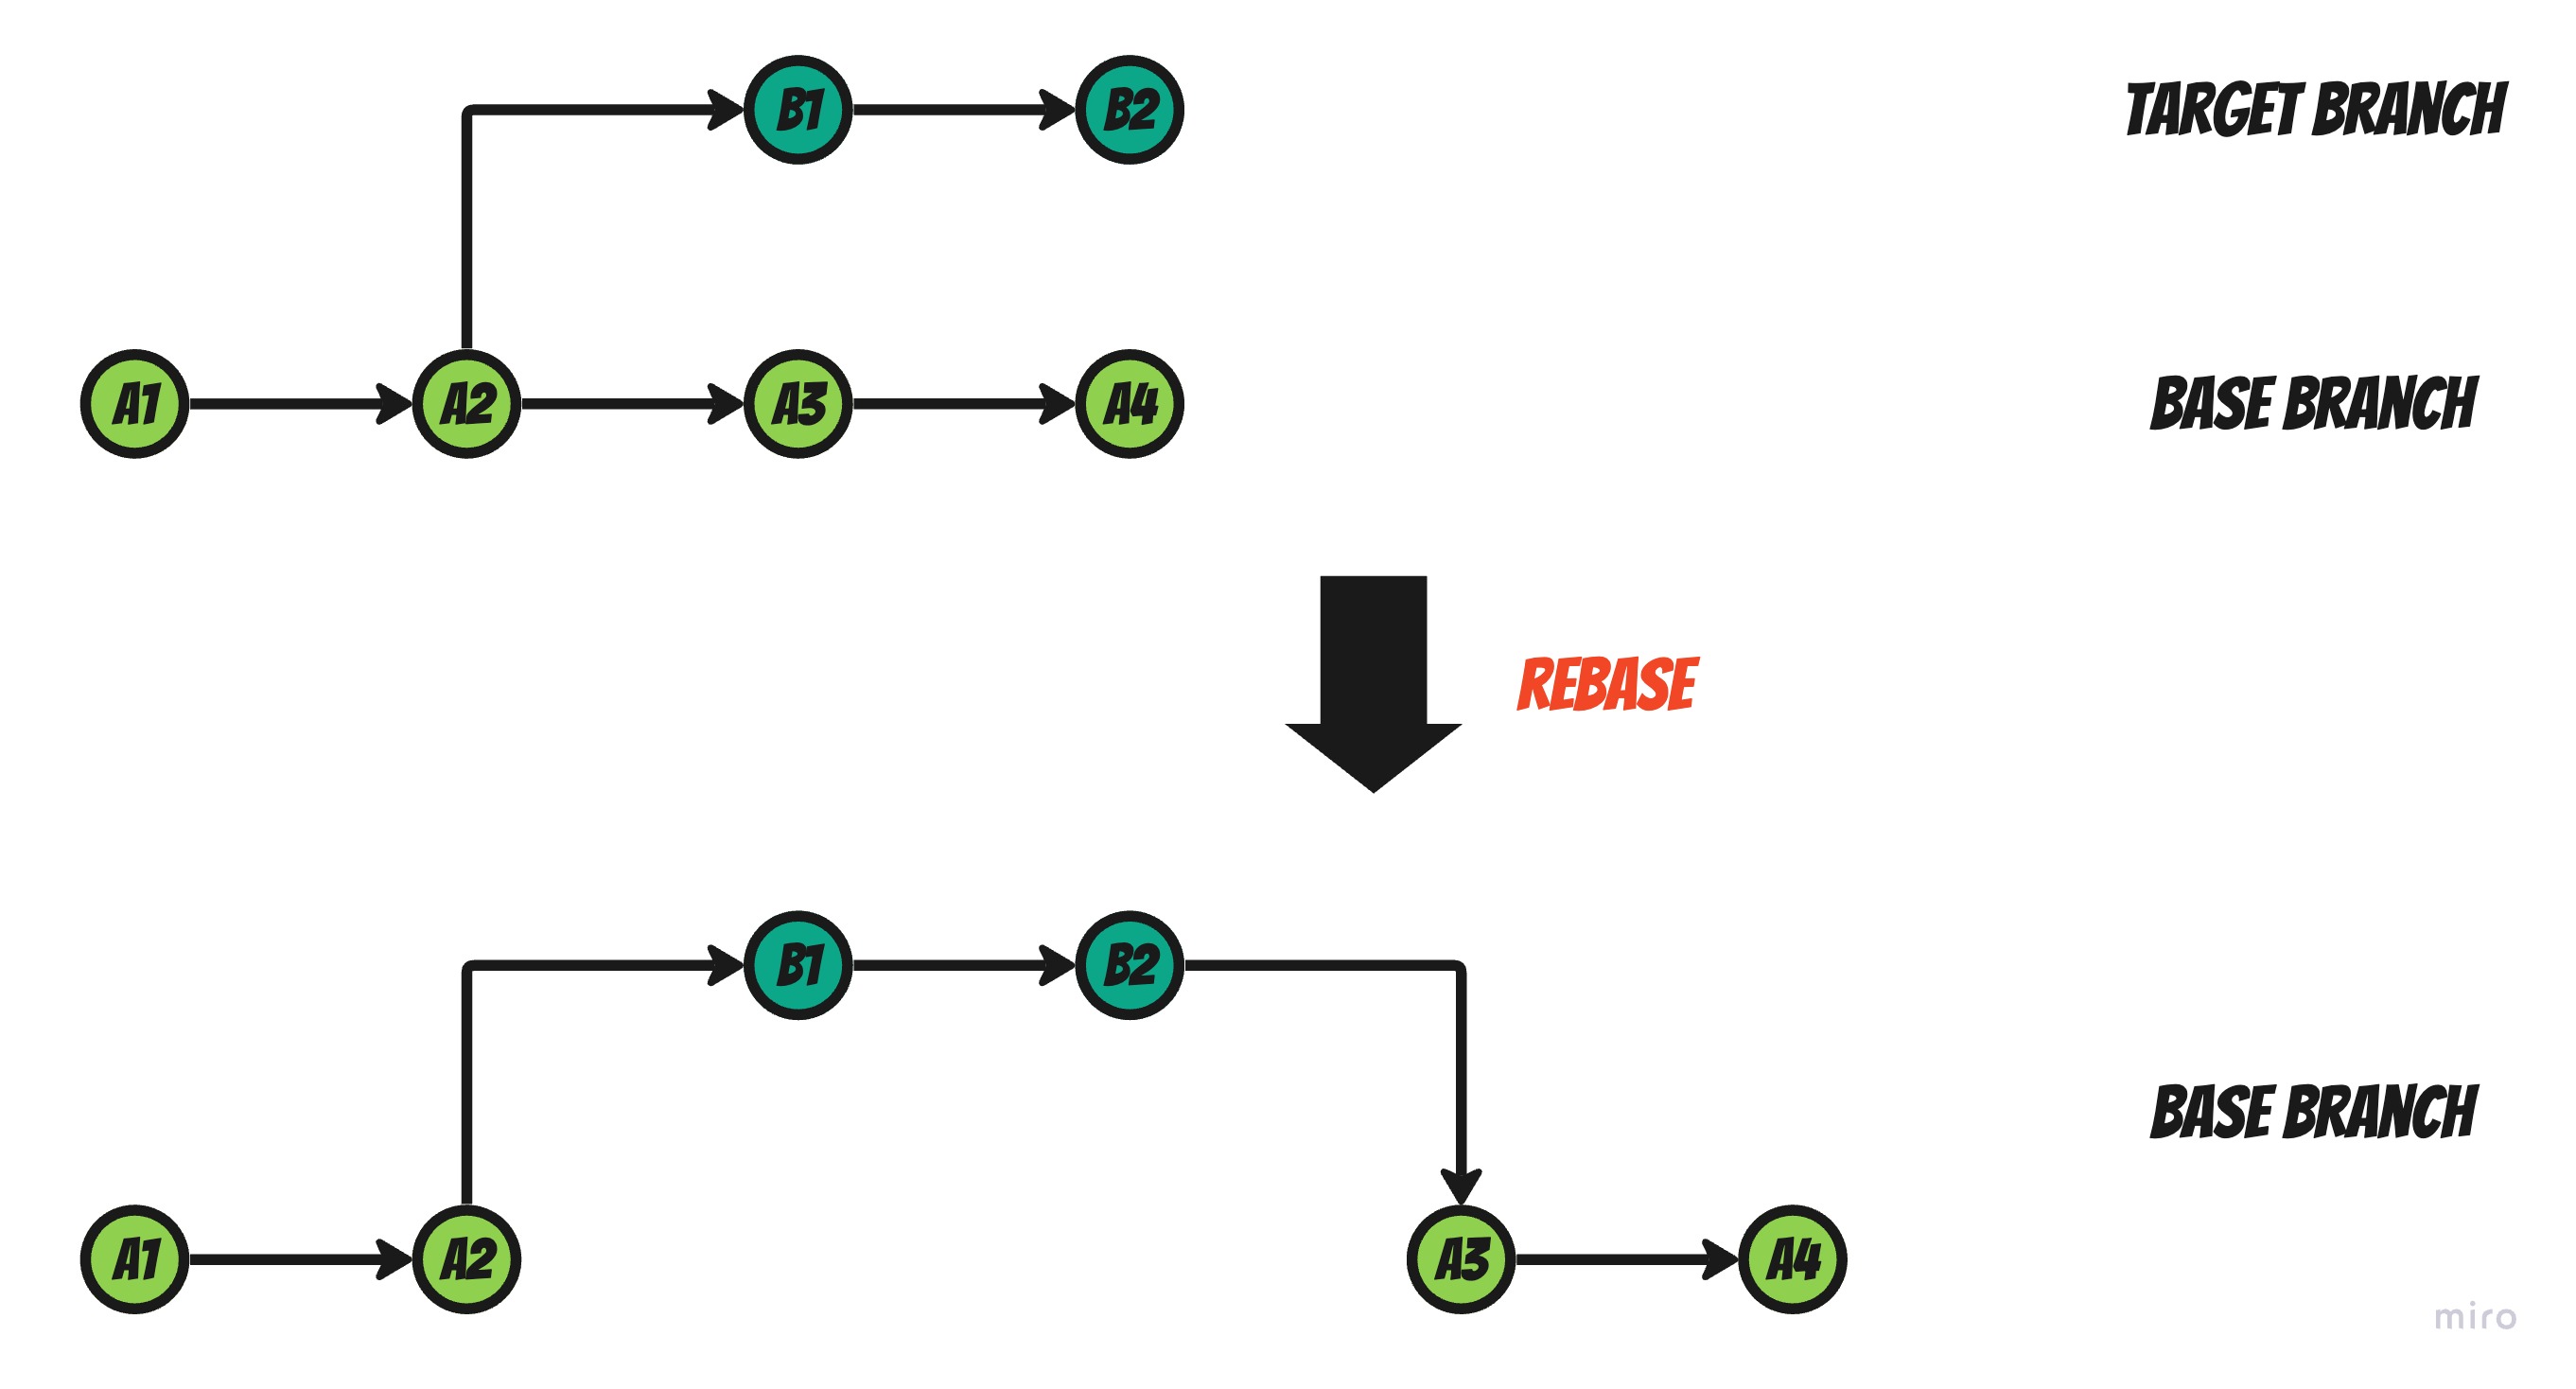 B1 B2 TARGET BRANCH
A1 A2 A3 A4 BASE BRANCH
REBASE
B1 B2
BASE BRANCH
A1 A2 A3 A4
miro